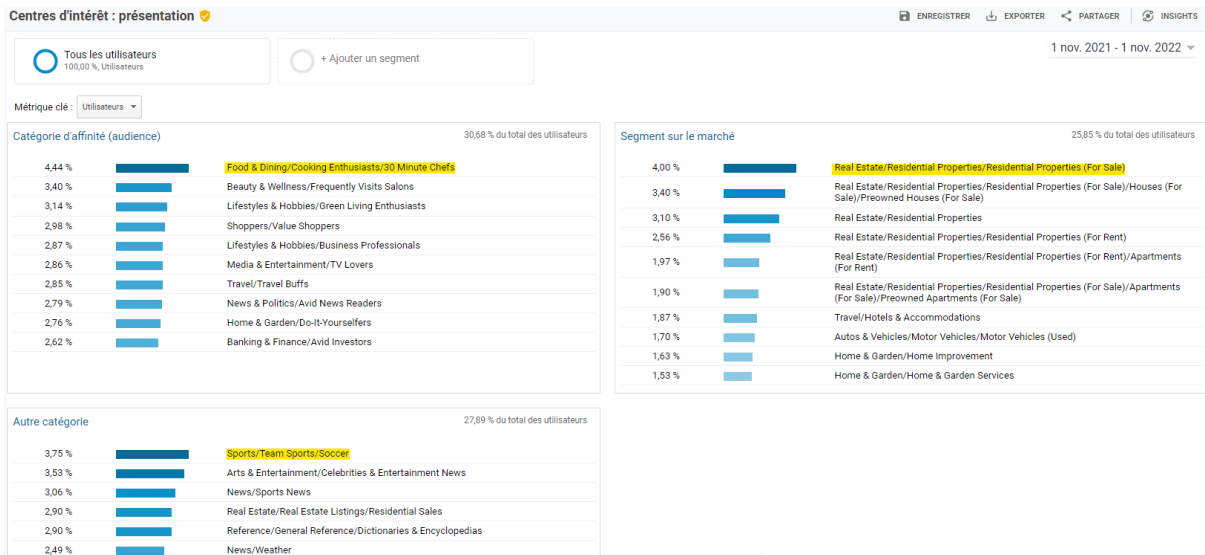 Centres d'intérêt : présentation
ENREGISTRER
EXPORTER
PARTAGER
INSIGHTS
Tous les utilisateurs
100,00 %, Utilisateurs
+ Ajouter un segment
1 nov. 2021 - 1 nov. 2022
Métrique clé :
Utilisateurs
Catégorie d'affinité (audience)
30,68 % du total des utilisateurs
4,44 % Food & Dining/Cooking Enthusiasts/30 Minute Chefs
3,40 % Beauty & Wellness/Frequently Visits Salons
3,14 % Lifestyles & Hobbies/Green Living Enthusiasts
2,98 % Shoppers/Value Shoppers
2,87 % Lifestyles & Hobbies/Business Professionals
2,86 % Media & Entertainment/TV Lovers
2,85 % Travel/Travel Buffs
2,79 % News & Politics/Avid News Readers
2,76 % Home & Garden/Do-It-Yourselfers
2,62 % Banking & Finance/Avid Investors
Segment sur le marché
25,85 % du total des utilisateurs
4,00 % Real Estate/Residential Properties/Residential Properties (For Sale)
3,40 % Real Estate/Residential Properties/Residential Properties (For Sale)/Houses (For
Sale)/Preowned Houses (For Sale)
3,10 % Real Estate/Residential Properties
2,56 % Real Estate/Residential Properties/Residential Properties (For Rent)
1,97 % Real Estate/Residential Properties/Residential Properties (For Rent)/Apartments
(For Rent)
1,90 % Real Estate/Residential Properties/Residential Properties (For Sale)/Apartments
(For Sale)/Preowned Apartments (For Sale)
1,87 % Travel/Hotels & Accommodations
1,70 % Autos & Vehicles/Motor Vehicles/Motor Vehicles (Used)
1,63 % Home & Garden/Home Improvement
1,53 % Home & Garden/Home & Garden Services
Autre catégorie
27,89 % du total des utilisateurs
3,75 % Sports/Team Sports/Soccer
3,53 % Arts & Entertainment/Celebrities & Entertainment News
3,06 % News/Sports News
2,90 % Real Estate/Real Estate Listings/Residential Sales
2,90 % Reference/General Reference/Dictionaries & Encyclopedias
2,49 % News/Weather